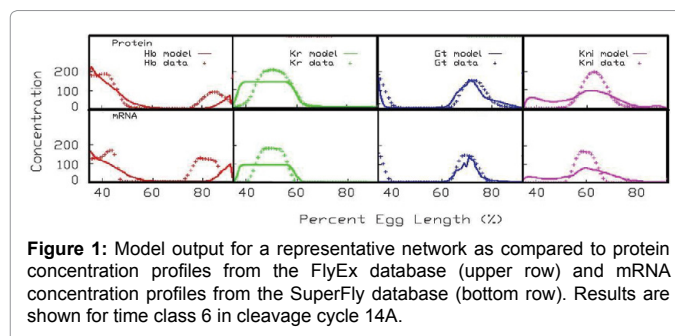 Protein
Hb model
Hb data
Kr model
Kr data
Gt model
Gt data
Kni model
Kni data
200
100
0
mRNA
200
100
0
Concentration
40 60 80
40 60 80
40 60 80
40 60 80
Percent Egg Length (%)
Figure 1: Model output for a representative network as compared to protein
concentration profiles from the FlyEx database (upper row) and mRNA
concentration profiles from the SuperFly database (bottom row). Results are
shown for time class 6 in cleavage cycle 14A.